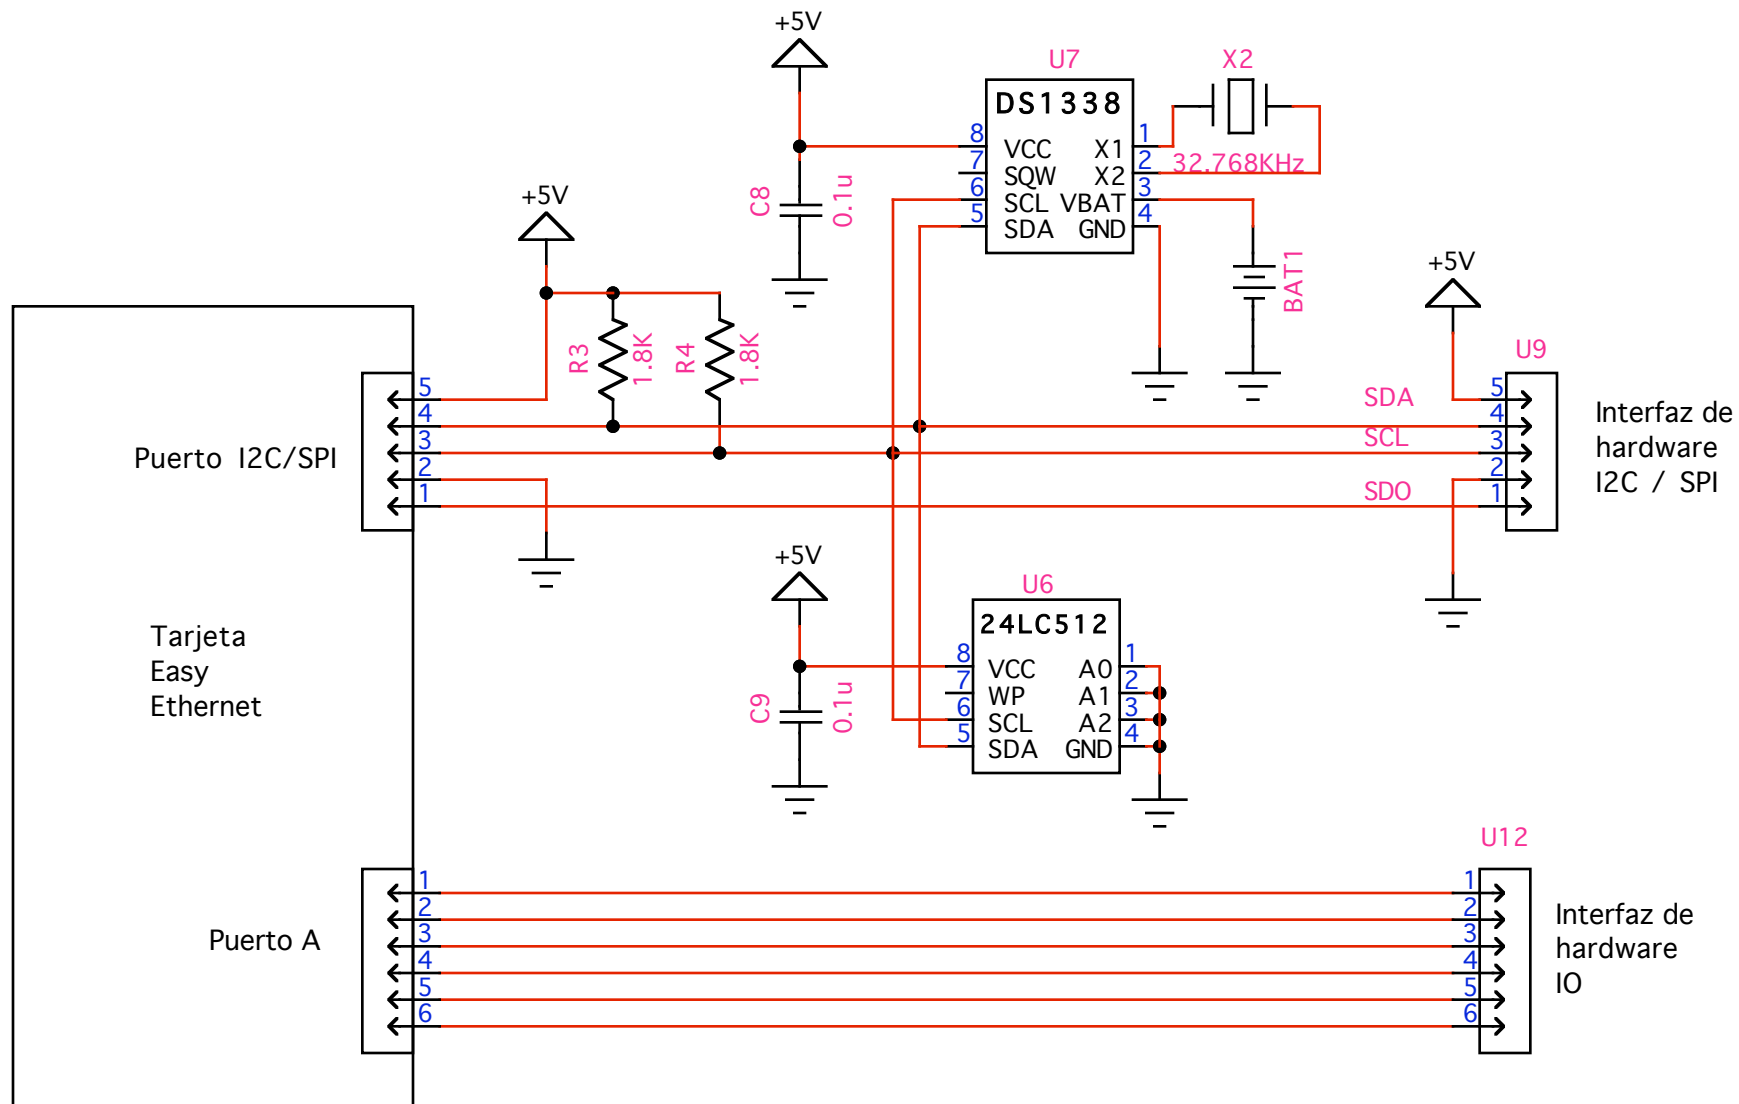 +5V
U7
X2
DS1338
8 VCC X1 1
7 SQW X2 2
32.768KHz
6 SCL VBAT 3
5 SDA GND 4
C8
0.1u
BAT1
+5V
R3
1.8K
R4
1.8K
+5V
U9
5
4
3
2
1
Puerto I2C/SPI
SDA
SCL
SDO
5
4
3
2
1
Interfaz de
hardware
I2C / SPI
+5V
U6
24LC512
8 VCC A0 1
7 WP A1 2
6 SCL A2 3
5 SDA GND 4
C9
0.1u
Tarjeta
Easy
Ethernet
U12
Puerto A
1
2
3
4
5
6
1
2
3
4
5
6
Interfaz de
hardware
IO